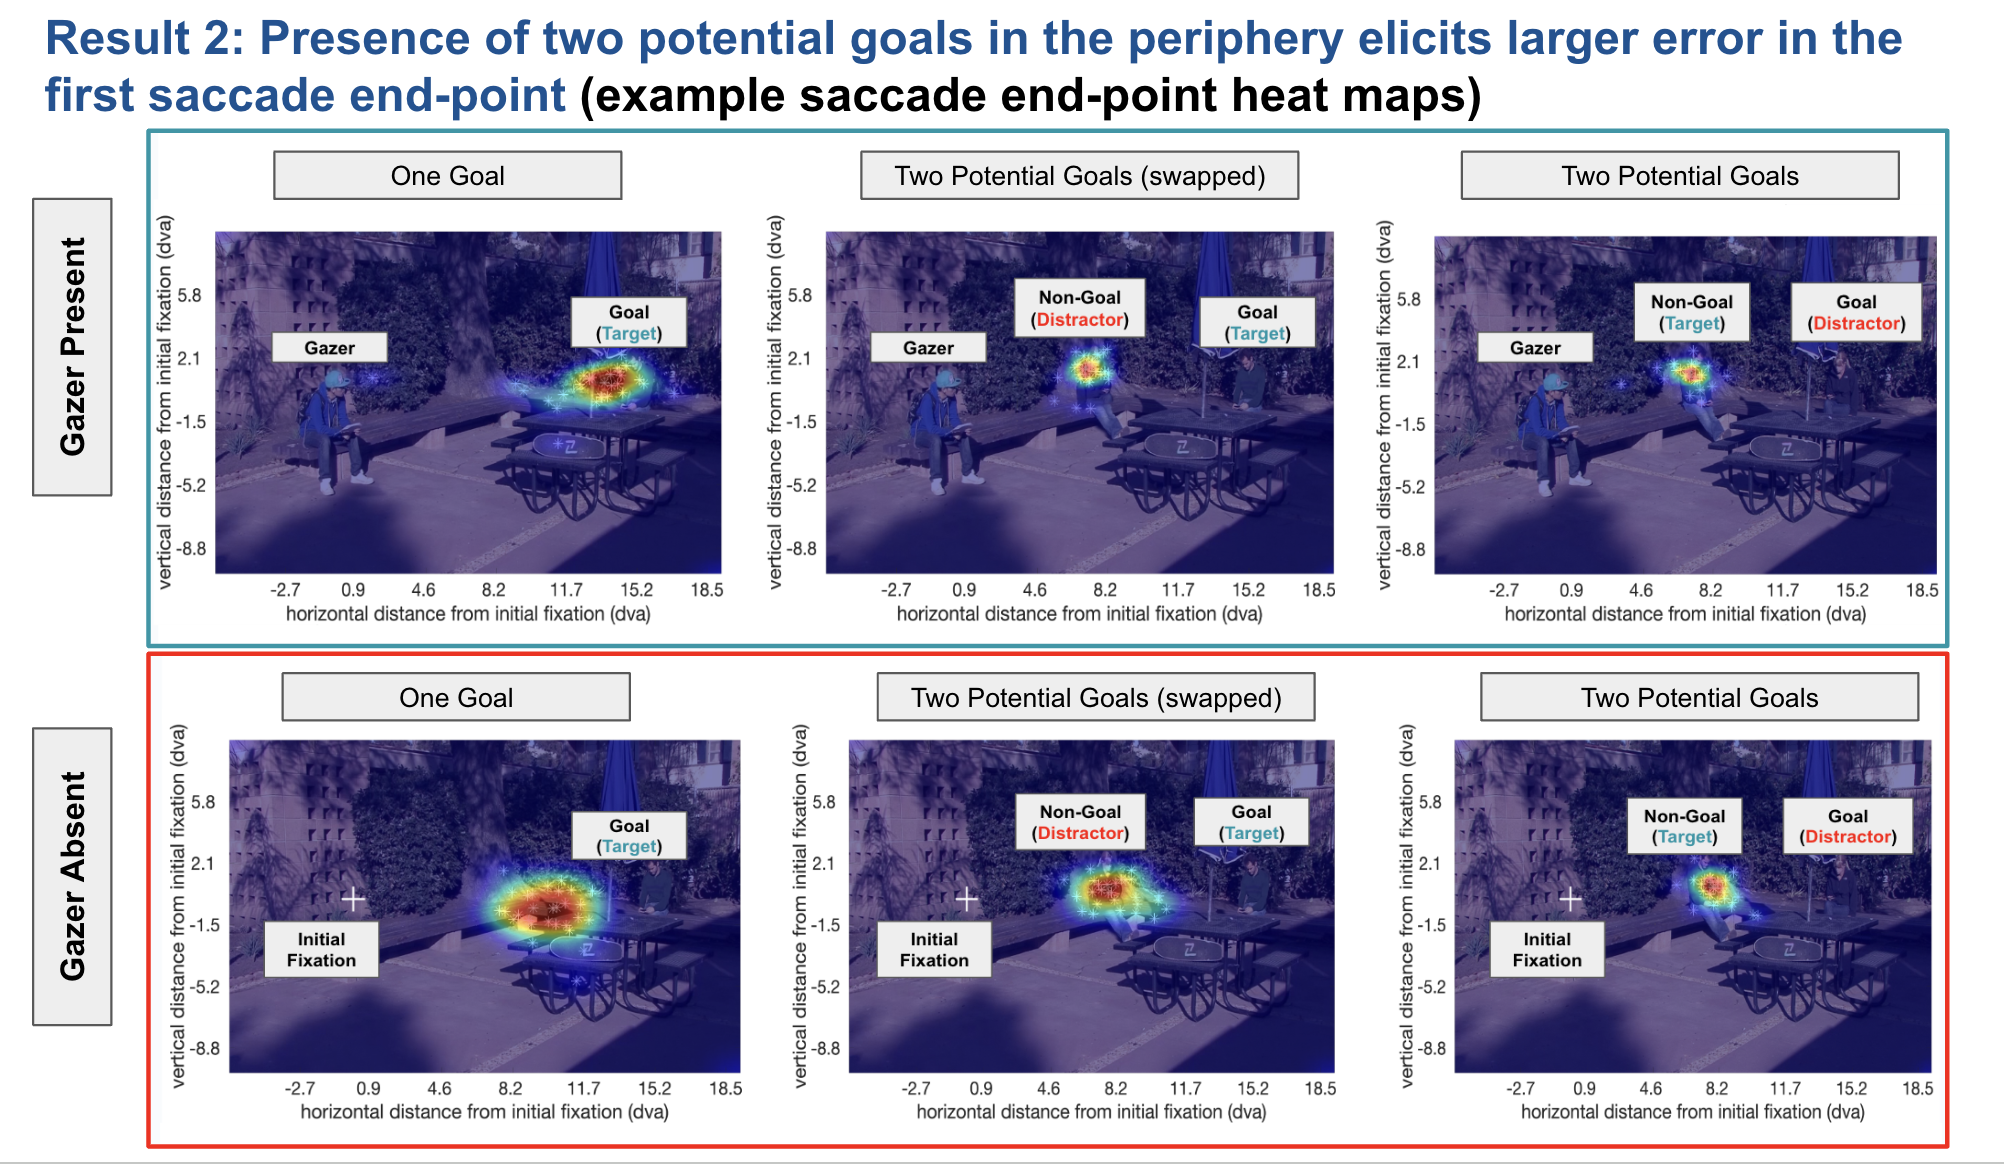 Result 2: Presence of two potential goals in the periphery elicits larger error in the
first saccade end-point (example saccade end-point heat maps)
Gazer Present
One Goal
vertical distance from initial fixation (dva)
5.8
2.1
-1.5
-5.2
-8.8
Gazer
Goal
(Target)
-2.7 0.9 4.6 8.2 11.7 15.2 18.5
horizontal distance from initial fixation (dva)
Two Potential Goals (swapped)
vertical distance from initial fixation (dva)
5.8
2.1
-1.5
-5.2
-8.8
Gazer
Non-Goal
(Distractor)
Goal
(Target)
-2.7 0.9 4.6 8.2 11.7 15.2 18.5
horizontal distance from initial fixation (dva)
Two Potential Goals
vertical distance from initial fixation (dva)
5.8
2.1
-1.5
-5.2
-8.8
Gazer
Non-Goal
(Target)
Goal
(Distractor)
-2.7 0.9 4.6 8.2 11.7 15.2 18.5
horizontal distance from initial fixation (dva)
Gazer Absent
One Goal
vertical distance from initial fixation (dva)
5.8
2.1
-1.5
-5.2
-8.8
Goal
(Target)
Initial
Fixation
-2.7 0.9 4.6 8.2 11.7 15.2 18.5
horizontal distance from initial fixation (dva)
Two Potential Goals (swapped)
vertical distance from initial fixation (dva)
5.8
2.1
-1.5
-5.2
-8.8
Non-Goal
(Distractor)
Goal
(Target)
Initial
Fixation
-2.7 0.9 4.6 8.2 11.7 15.2 18.5
horizontal distance from initial fixation (dva)
Two Potential Goals
vertical distance from initial fixation (dva)
5.8
2.1
-1.5
-5.2
-8.8
Non-Goal
(Target)
Goal
(Distractor)
Initial
Fixation
-2.7 0.9 4.6 8.2 11.7 15.2 18.5
horizontal distance from initial fixation (dva)